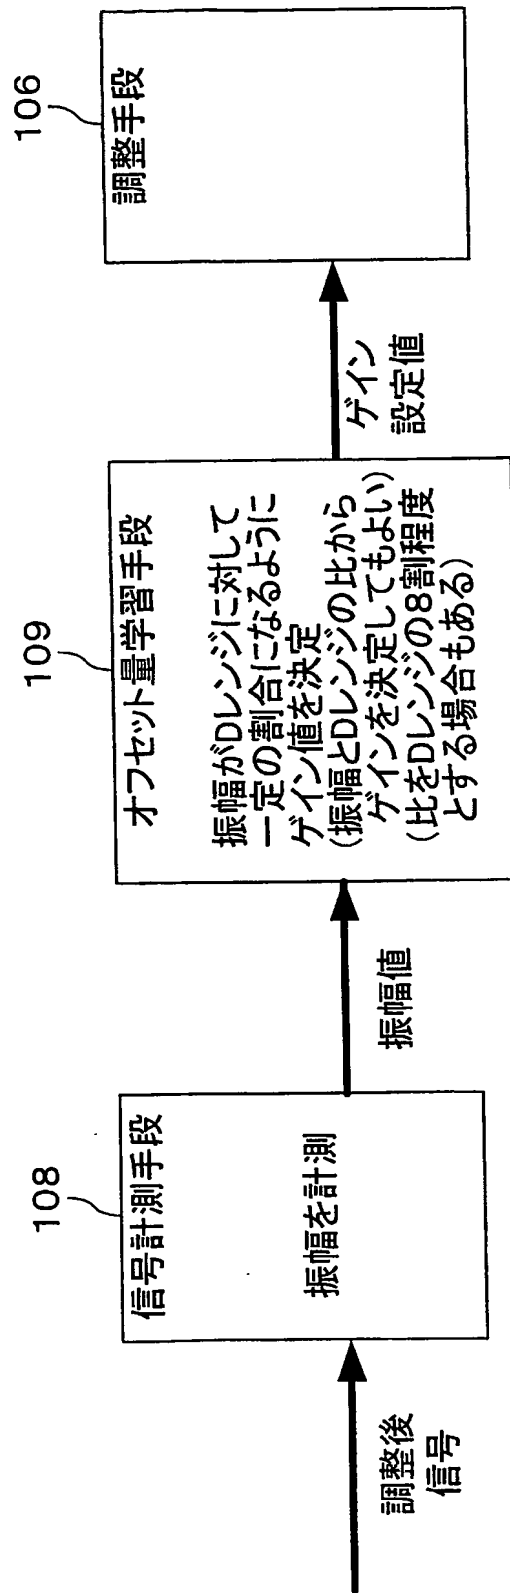 調整後
信号
108
信号計測手段
振幅を計測
振幅値
109
オフセット量学習手段
振幅がDレンジに対して
一定の割合になるように
ゲイン値を決定
(振幅とDレンジの比から
ゲインを決定してもよい)
(比をDレンジの8割程度
とする場合もある)
ゲイン
設定値
106
調整手段